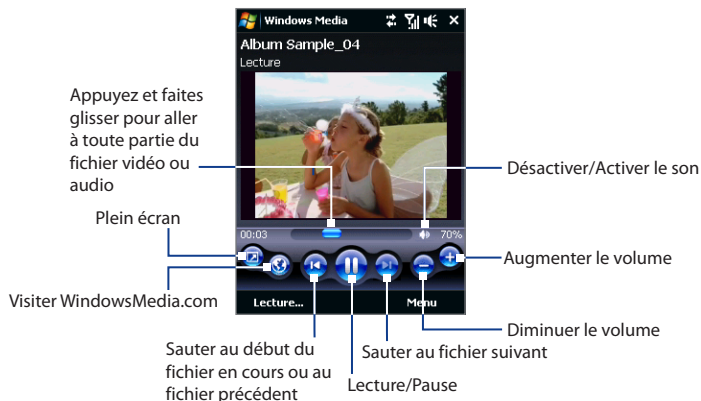 Windows Media
Album Sample_04
Lecture
Appuyez et faites
glisser pour aller
à toute partie du
fichier vidéo ou
audio
Désactiver/Activer le son
Plein écran
00:03
70%
Augmenter le volume
Visiter WindowsMedia.com
Lecture...
Menu
Diminuer le volume
Sauter au début du
fichier en cours ou au
fichier précédent
Sauter au fichier suivant
Lecture/Pause